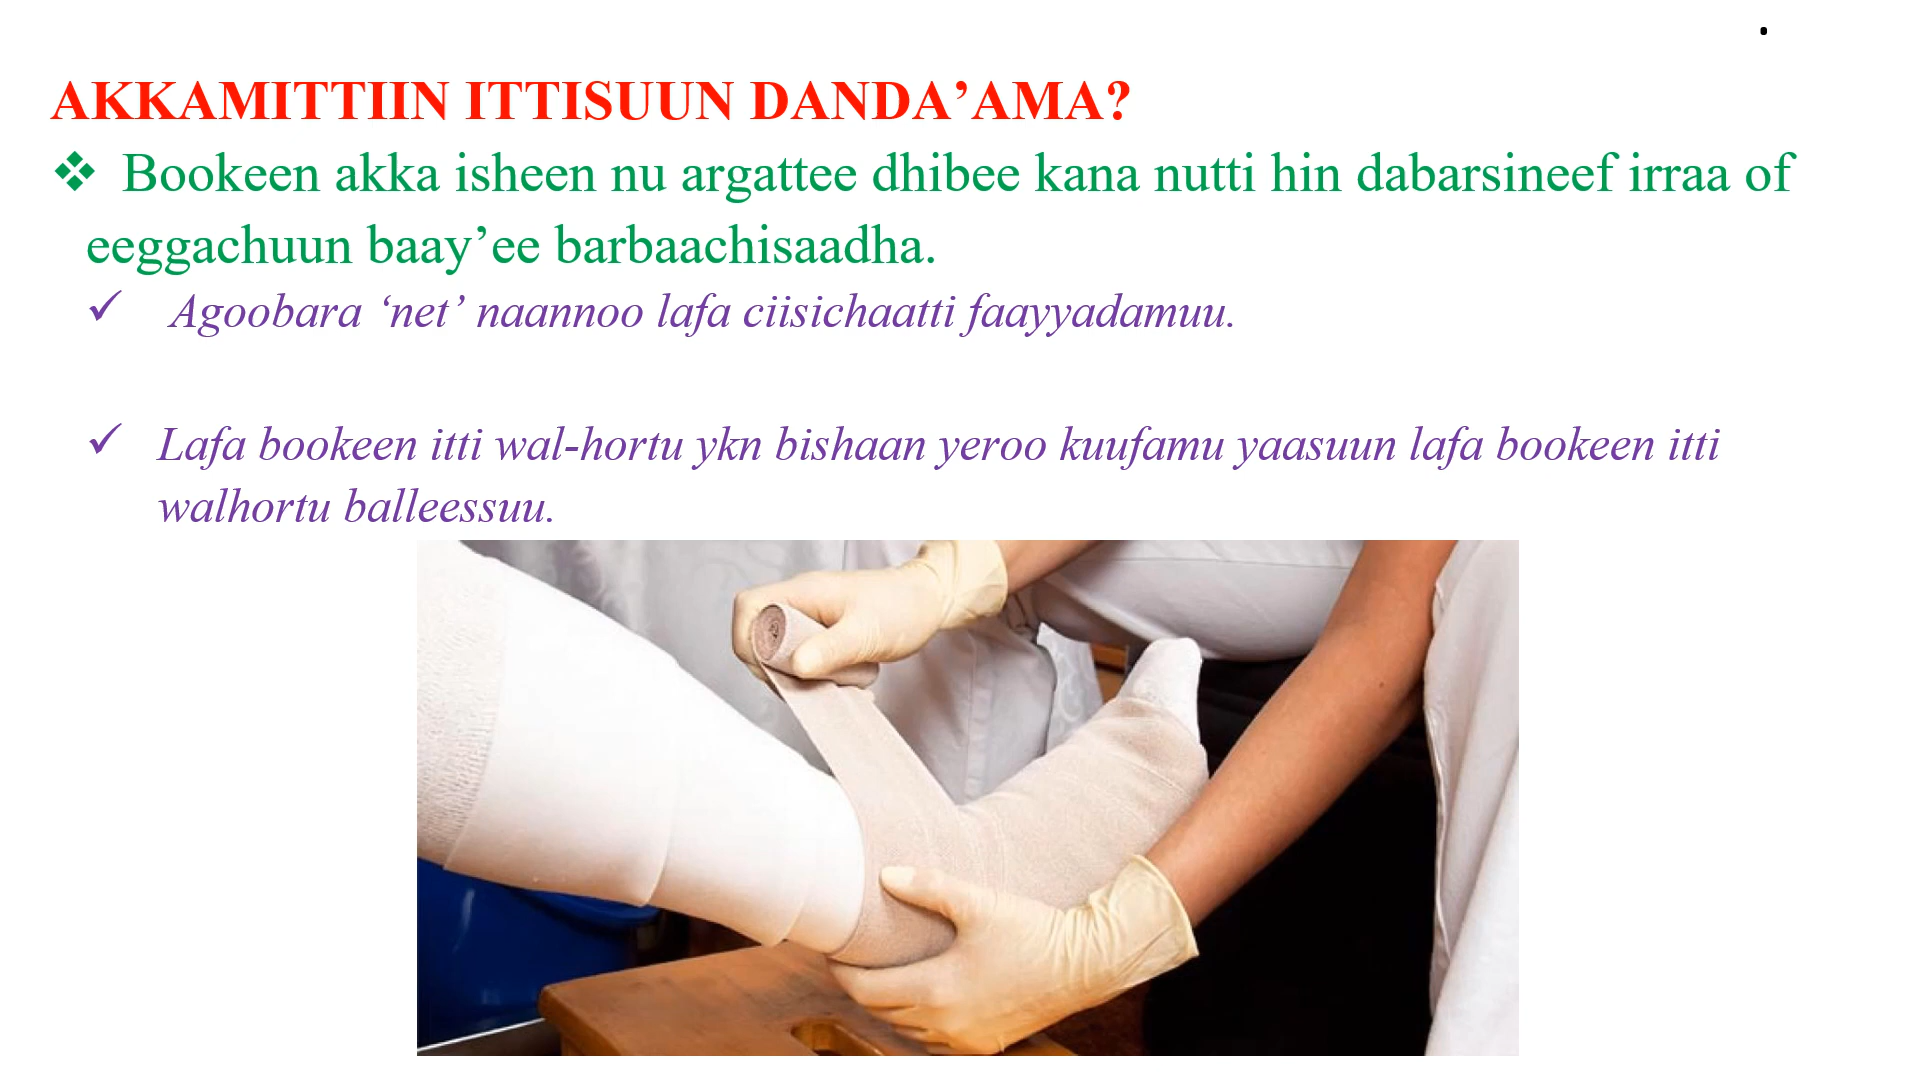 AKKAMITTIIN ITTISUUN DANDA’AMA?
❖ Bookeen akka isheen nu argattee dhibee kana nutti hin dabarsineef irraa of
eeggachuun baay’ee barbaachisaadha.
✓ Agoobara ‘net’ naannoo lafa ciisichaatti faayyadamuu.
✓ Lafa bookeen itti wal-hortu ykn bishaan yeroo kuufamu yaasuun lafa bookeen itti
walhortu balleessuu.